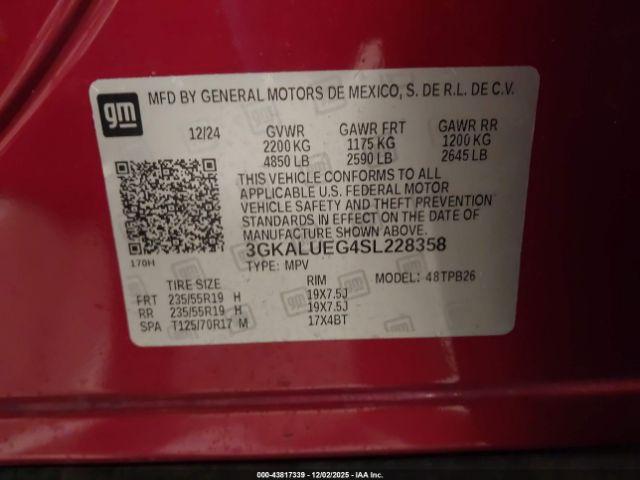 gm
MFD BY GENERAL MOTORS DE MEXICO, S. DE R.L. DE C.V.
12/24 GVWR GAWR FRT GAWR RR
2200 KG 1175 KG 1200 KG
4850 LB 2590 LB 2645 LB
THIS VEHICLE CONFORMS TO ALL
APPLICABLE U.S. FEDERAL MOTOR
VEHICLE SAFETY AND THEFT PREVENTION
STANDARDS IN EFFECT ON THE DATE OF
MANUFACTURE SHOWN ABOVE.
3GKALUEG4SL228358
170H TYPE: MPV
TIRE SIZE RIM MODEL: 48TPB26
FRT 235/55R19 H 19X7.5J
RR 235/55R19 H 19X7.5J
SPA T125/70R17 M 17X4BT
000-43817339 - 12/02/2025 - IAA Inc.